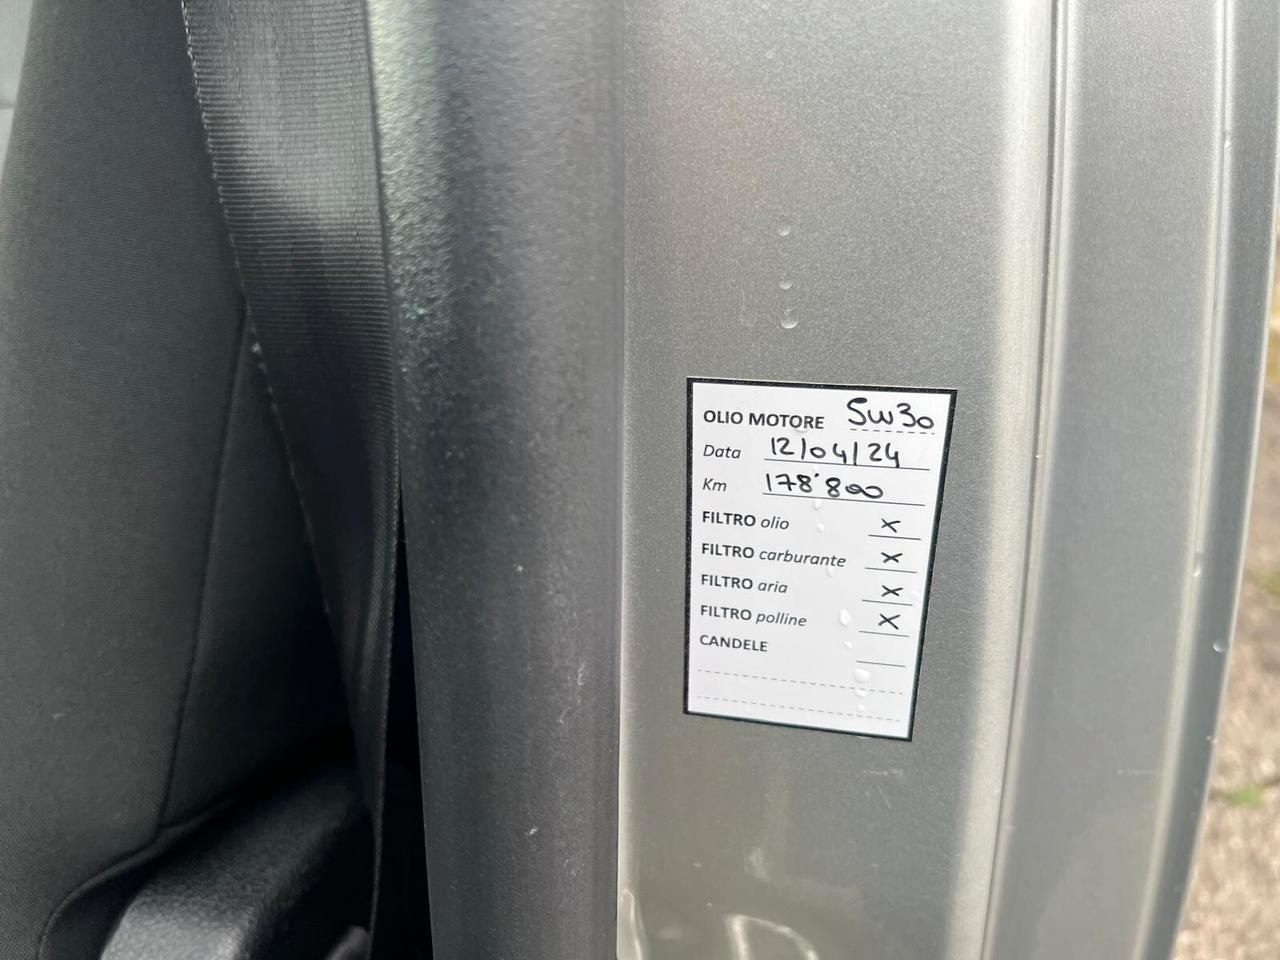 OLIO MOTORE 5w30
Data 12/04/24
Km 178'800
FILTRO olio X
FILTRO carburante X
FILTRO aria X
FILTRO polline X
CANDELE